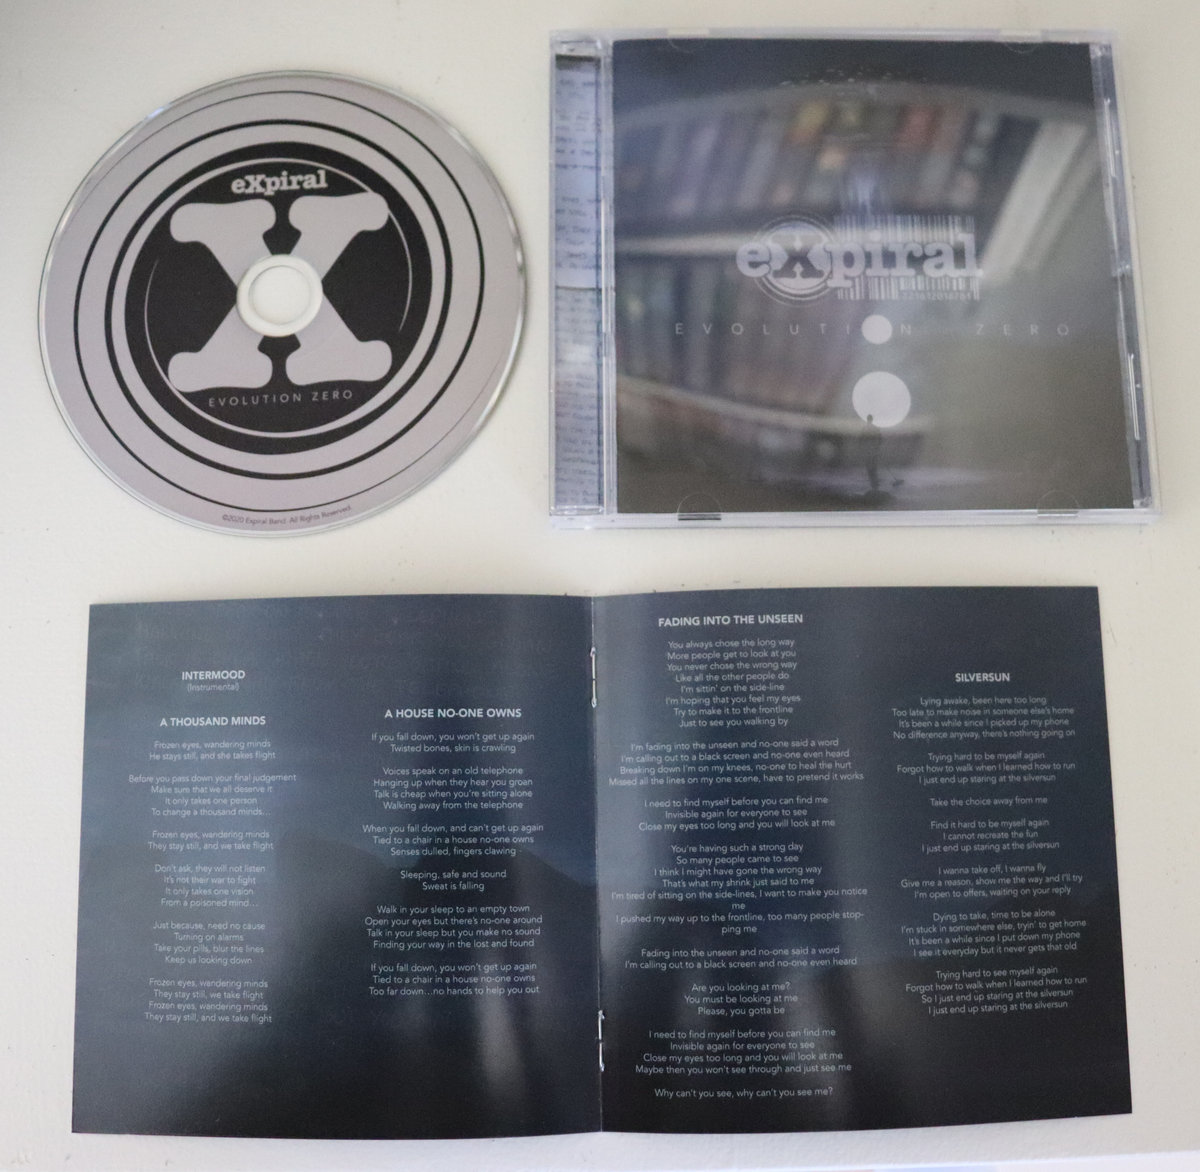 eXpiral
EVOLUTION ZERO
©2020 Expiral Band. All Rights Reserved.
eXpiral
EVOLUTION ZERO
INTERMOOD
(Instrumental)
A THOUSAND MINDS
Frozen eyes, wandering minds
He stays still, and she takes flight
Before you pass down your final judgement
Make sure that we all deserve it
It only takes one person
To change a thousand minds...
Frozen eyes, wandering minds
They stay still, and we take flight
Don't ask, they will not listen
It's not their war to fight
It only takes one vision
From a poisoned mind...
Just because, need no cause
Turning on alarms
Take your pills, blur the lines
Keep us looking down
Frozen eyes, wandering minds
They stay still, we take flight
Frozen eyes, wandering minds
They stay still, and we take flight
A HOUSE NO-ONE OWNS
If you fall down, you won't get up again
Twisted bones, skin is crawling
Voices speak on an old telephone
Hanging up when they hear you groan
Talk is cheap when you're sitting alone
Walking away from the telephone
When you fall down, and can't get up again
Tied to a chair in a house no-one owns
Senses dulled, fingers clawing
Sleeping, safe and sound
Sweat is falling
Walk in your sleep to an empty town
Open your eyes but there's no-one around
Talk in your sleep but you make no sound
Finding your way in the lost and found
If you fall down, you won't get up again
Tied to a chair in a house no-one owns
Too far down...no hands to help you out
FADING INTO THE UNSEEN
You always chose the long way
More people get to look at you
You never chose the wrong way
Like all the other people do
I'm sittin' on the side-line
I'm hoping that you feel my eyes
Try to make it to the frontline
Just to see you walking by
I'm fading into the unseen and no-one said a word
I'm calling out to a black screen and no-one even heard
Breaking down I'm on my knees, no-one to heal the hurt
Missed all the lines on my one scene, have to pretend it works
I need to find myself before you can find me
Invisible again for everyone to see
Close my eyes too long and you will look at me
You're having such a strong day
So many people came to see
I think I might have gone the wrong way
That's what my shrink just said to me
I'm tired of sitting on the side-lines, I want to make you notice
me
I pushed my way up to the frontline, too many people stop-
ping me
Fading into the unseen and no-one said a word
I'm calling out to a black screen and no-one even heard
Are you looking at me?
You must be looking at me
Please, you gotta be
I need to find myself before you can find me
Invisible again for everyone to see
Close my eyes too long and you will look at me
Maybe then you won't see through and just see me
Why can't you see, why can't you see me?
SILVERSUN
Lying awake, been here too long
Too late to make noise in someone else's home
It's been a while since I picked up my phone
No difference anyway, there's nothing going on
Trying hard to be myself again
Forgot how to walk when I learned how to run
I just end up staring at the silversun
Take the choice away from me
Find it hard to be myself again
I cannot recreate the fun
I just end up staring at the silversun
I wanna take off, I wanna fly
Give me a reason, show me the way and I'll try
I'm open to offers, waiting on your reply
Dying to take, time to be alone
I'm stuck in somewhere else, tryin' to get home
It's been a while since I put down my phone
I see it everyday but it never gets that old
Trying hard to see myself again
Forgot how to walk when I learned how to run
So I just end up staring at the silversun
I just end up staring at the silversun